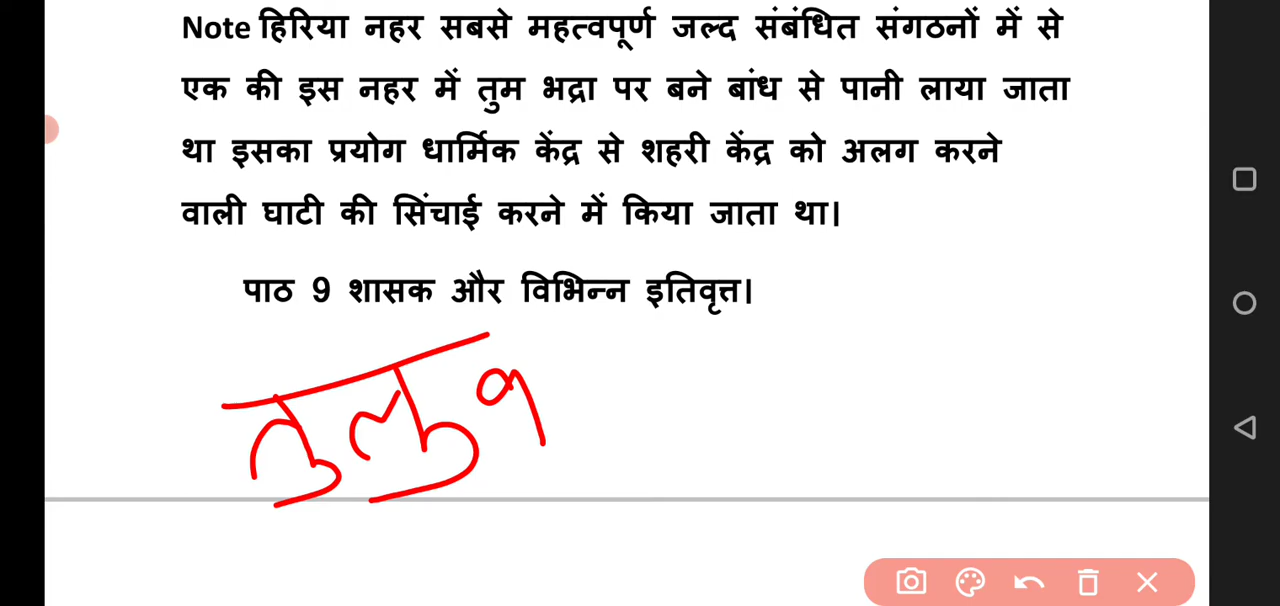 Note हिरिया नहर सबसे महत्वपूर्ण जल्द संबंधित संगठनों में से
एक की इस नहर में तुम भद्रा पर बने बांध से पानी लाया जाता
था इसका प्रयोग धार्मिक केंद्र से शहरी केंद्र को अलग करने
वाली घाटी की सिंचाई करने में किया जाता था।
पाठ 9 शासक और विभिन्न इतिवृत्त।
तुलुव